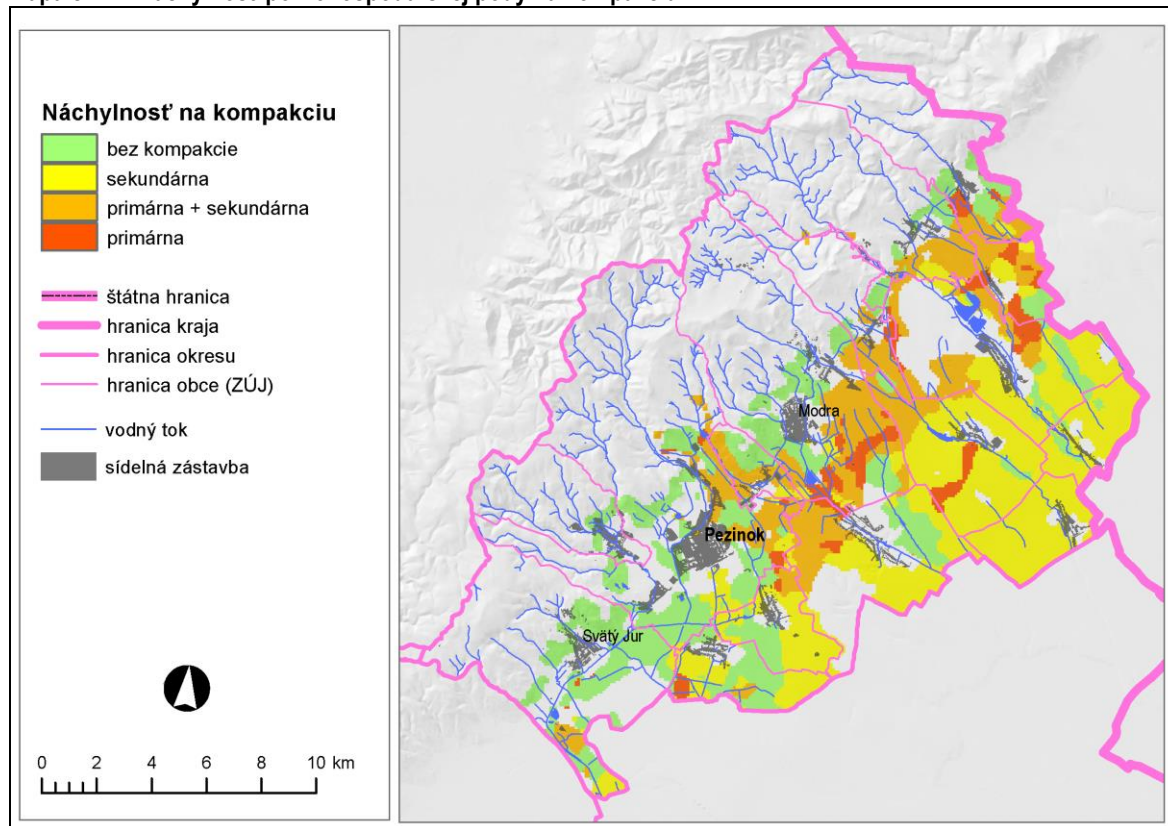 Náchylnosť na kompakciu
bez kompakcie
sekundárna
primárna + sekundárna
primárna
štátna hranica
hranica kraja
hranica okresu
hranica obce (ZÚJ)
vodný tok
sídelná zástavba
0 2 4 6 8 10 km
Modra
Pezinok
Svätý Jur